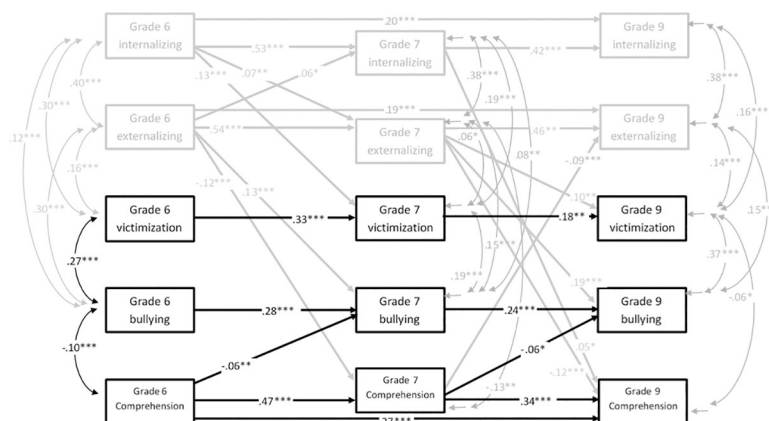 .20***
Grade 6
internalizing
Grade 7
internalizing
Grade 9
internalizing
.53***
.42***
.13***
.07**
.06*
.40***
.38***
.38***
.30***
.19***
.16***
.12***
Grade 6
externalizing
Grade 7
externalizing
Grade 9
externalizing
.19***
.54***
.46**
.06*
.08**
-.09***
.16***
.14***
-.12***
.13***
.10**
.30***
.15**
Grade 6
victimization
Grade 7
victimization
Grade 9
victimization
.33***
.18**
.27***
.15***
.37***
.19***
.19***
-.06*
Grade 6
bullying
Grade 7
bullying
Grade 9
bullying
.28***
.24***
-.10***
-.06**
-.06*
.05*
-.12***
-.13**
Grade 6
Comprehension
Grade 7
Comprehension
Grade 9
Comprehension
.47***
.34***